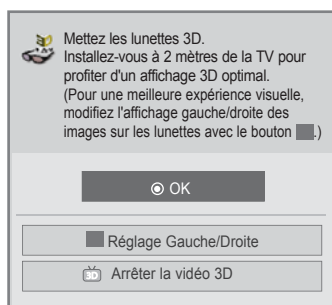 Mettez les lunettes 3D.
Installez-vous à 2 mètres de la TV pour
profiter d'un affichage 3D optimal.
(Pour une meilleure expérience visuelle,
modifiez l'affichage gauche/droite des
images sur les lunettes avec le bouton .)
OK
Réglage Gauche/Droite
3D Arrêter la vidéo 3D